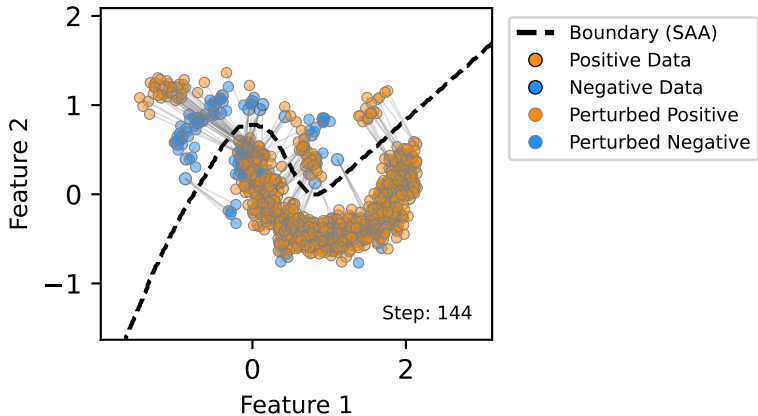 2
1
0
−1
Feature 2
0
2
Feature 1
Step: 144
Boundary (SAA)
Positive Data
Negative Data
Perturbed Positive
Perturbed Negative